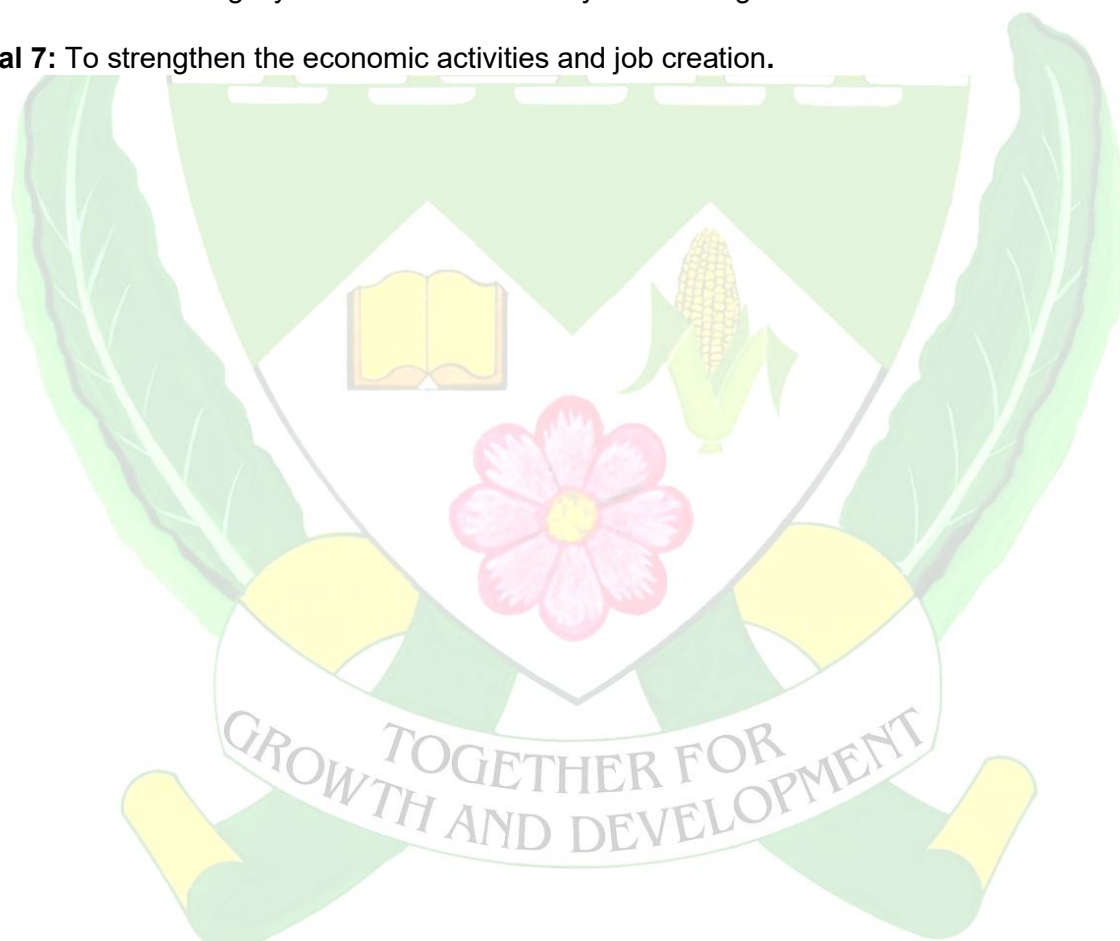 al 7: To strengthen the economic activities and job creation.
TOGETHER FOR
GROWTH AND DEVELOPMENT